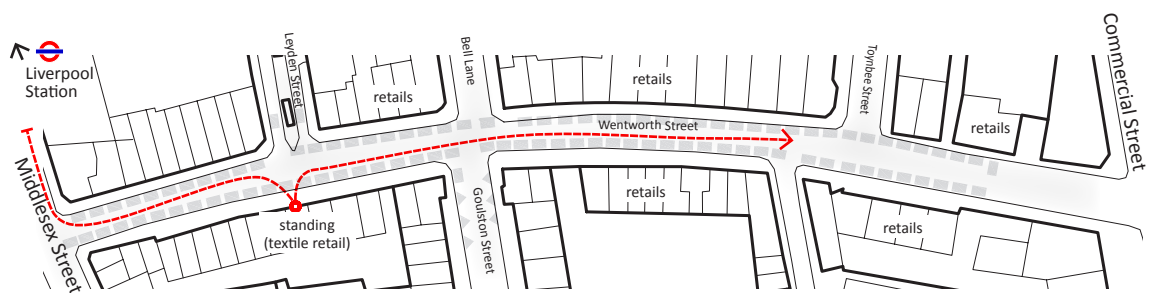 Liverpool
Station
Middlesex Street
Leyden Street
retails
Bell Lane
retails
Wentworth Street
Toynbee Street
retails
Commercial Street
standing
(textile retail)
Goulston Street
retails
retails